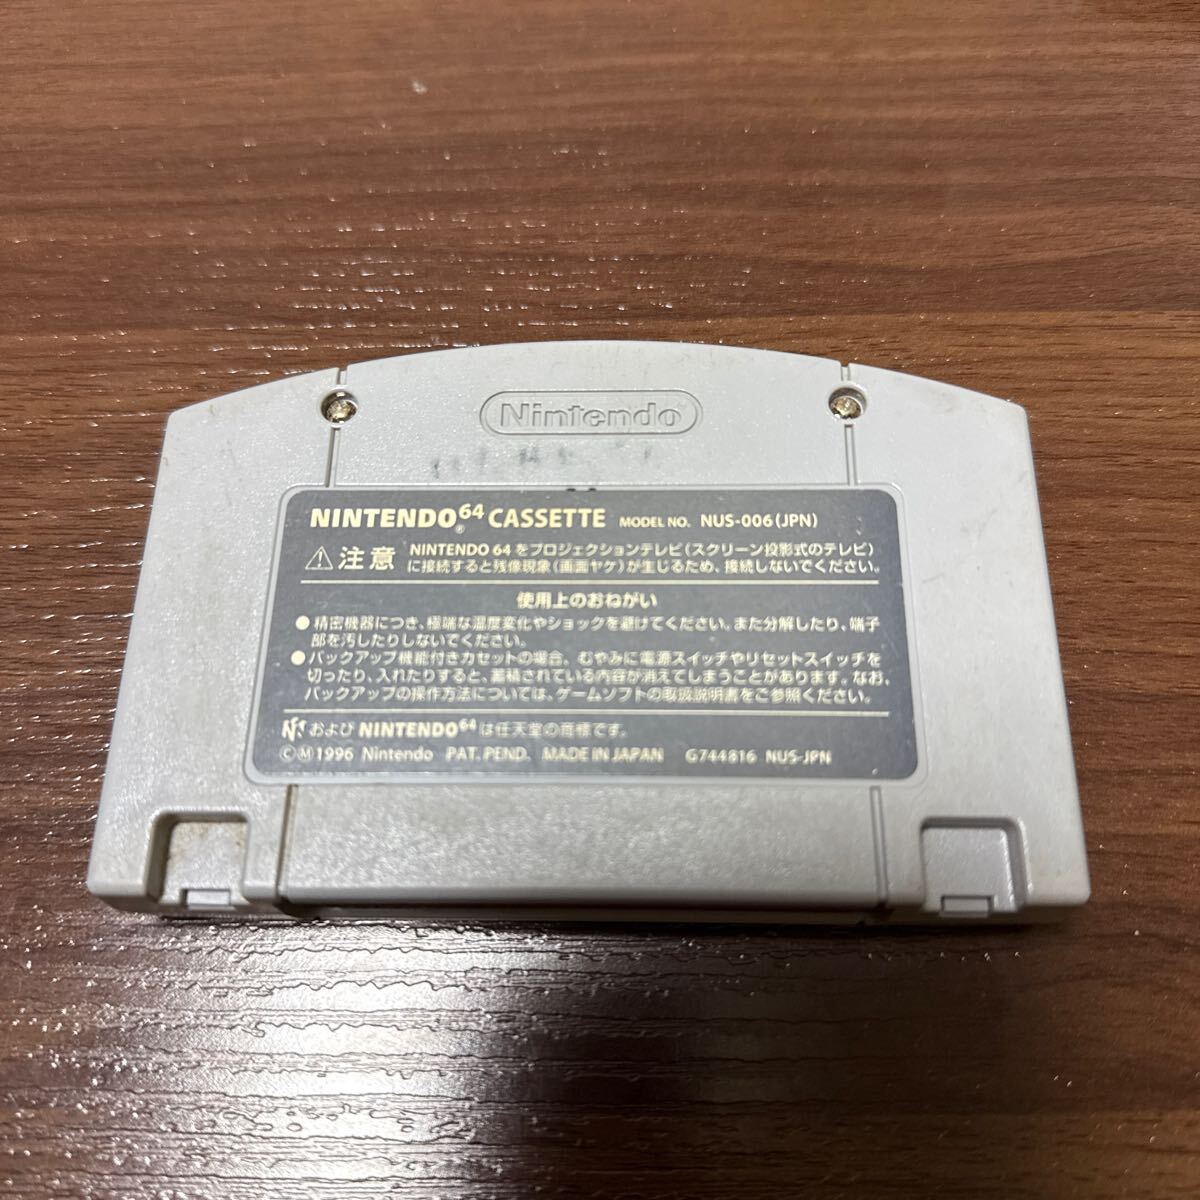 Nintendo
NINTENDO64 CASSETTE MODEL NO. NUS-006(JPN)
⚠注意 NINTENDO 64 をプロジェクションテレビ(スクリーン投影式のテレビ)
に接続すると残像現象(画面ヤケ)が生じるため、接続しないでください。
使用上のおねがい
●精密機器につき、極端な温度変化やショックを避けてください。また分解したり、端子
部を汚したりしないでください。
●バックアップ機能付きカセットの場合、むやみに電源スイッチやリセットスイッチを
切ったり、入れたりすると、蓄積されている内容が消えてしまうことがあります。なお、
バックアップの操作方法については、ゲームソフトの取扱説明書をご参照ください。
および NINTENDO64 は任天堂の商標です。
©Ⓜ1996 Nintendo PAT. PEND. MADE IN JAPAN G744816 NUS-JPN